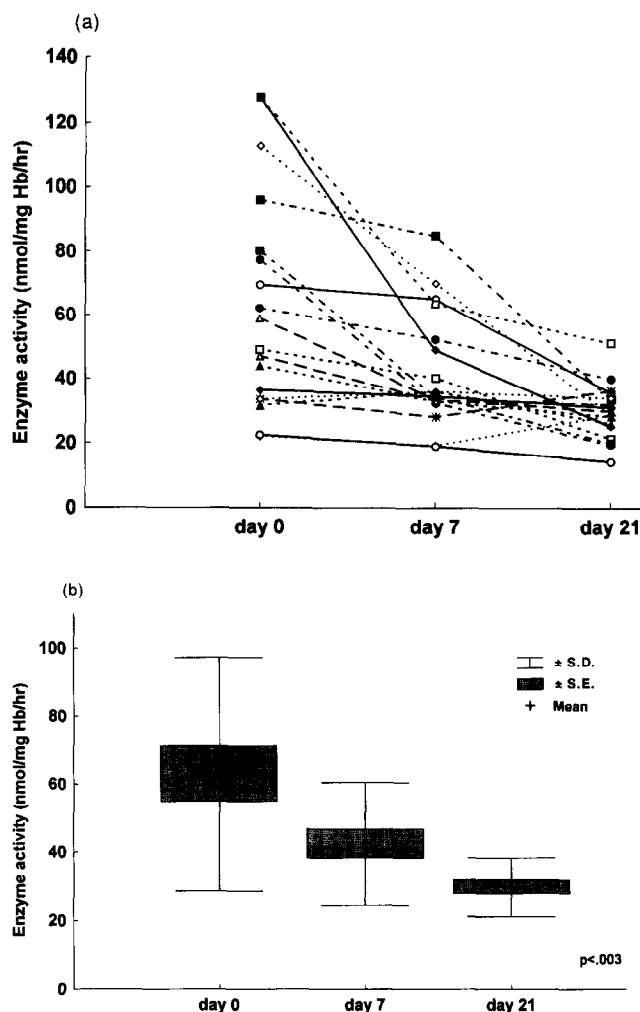 (a)
Enzyme activity (nmol/mg Hb/hr)
140
120
100
80
60
40
20
0
day 0 day 7 day 21
(b)
Enzyme activity (nmol/mg Hb/hr)
100
80
60
40
20
0
± S.D.
± S.E.
+ Mean
p<.003
day 0 day 7 day 21